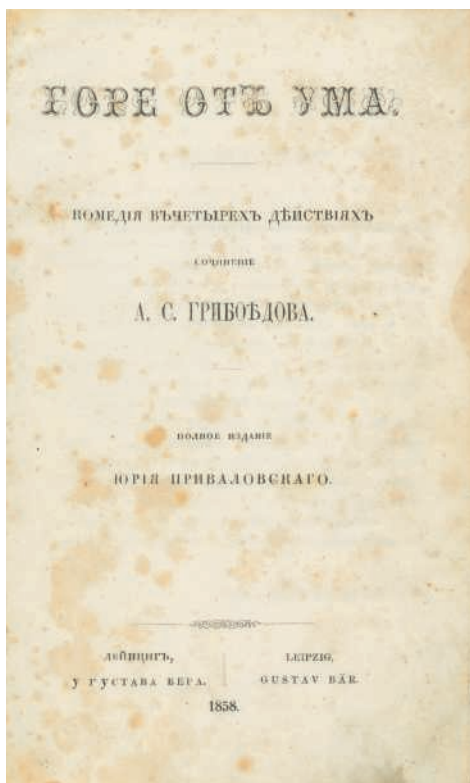 ГОРЕ ОТЪ УМА.
КОМЕДІЯ ВЪЧЕТЫРЕХЪ ДѢЙСТВІЯХЪ
СОЧИНЕНІЕ
А. С. ГРИБОѢДОВА.
ПОЛНОЕ ИЗДАНІЕ
ЮРІЯ ПРИВАЛОВСКАГО.
ЛЕЙПЦИГЪ,
У ГУСТАВА БЕРА.
LEIPZIG,
GUSTAV BÄR.
1858.